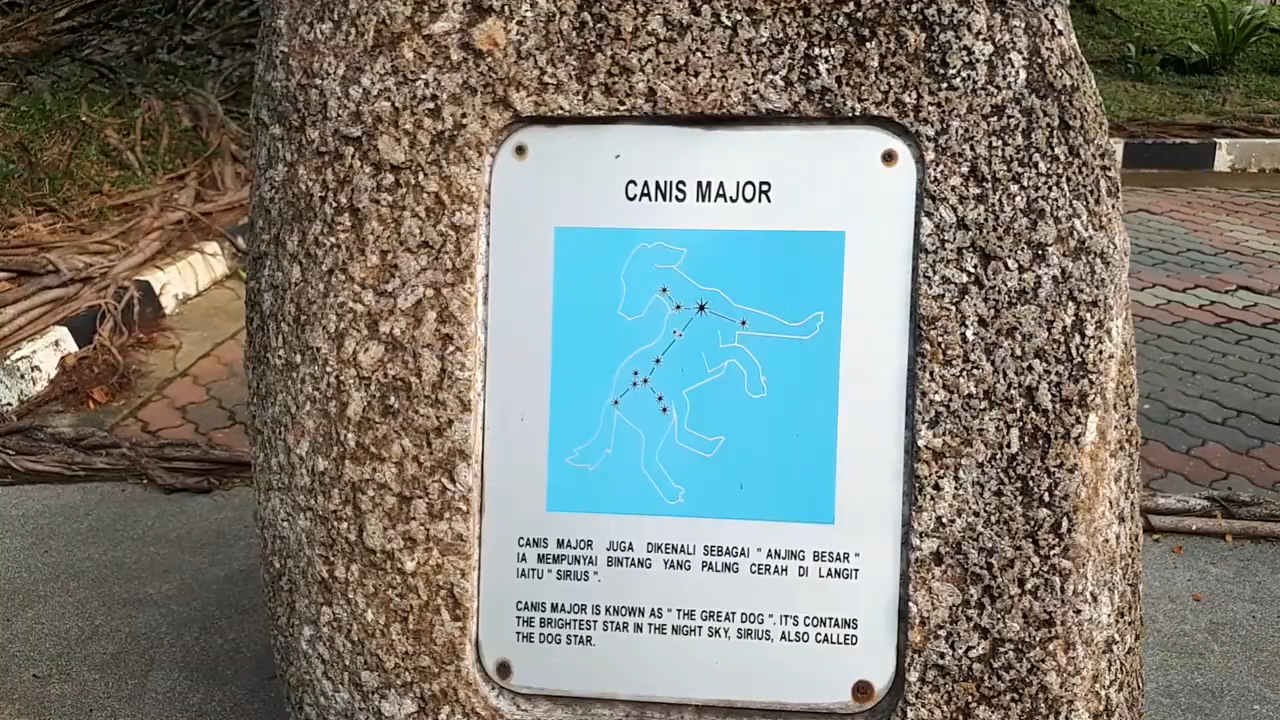 CANIS MAJOR
CANIS MAJOR JUGA DIKENALI SEBAGAI " ANJING BESAR "
IA MEMPUNYAI BINTANG YANG PALING CERAH DI LANGIT
IAITU " SIRIUS ".
CANIS MAJOR IS KNOWN AS " THE GREAT DOG ". IT'S CONTAINS
THE BRIGHTEST STAR IN THE NIGHT SKY, SIRIUS, ALSO CALLED
THE DOG STAR.